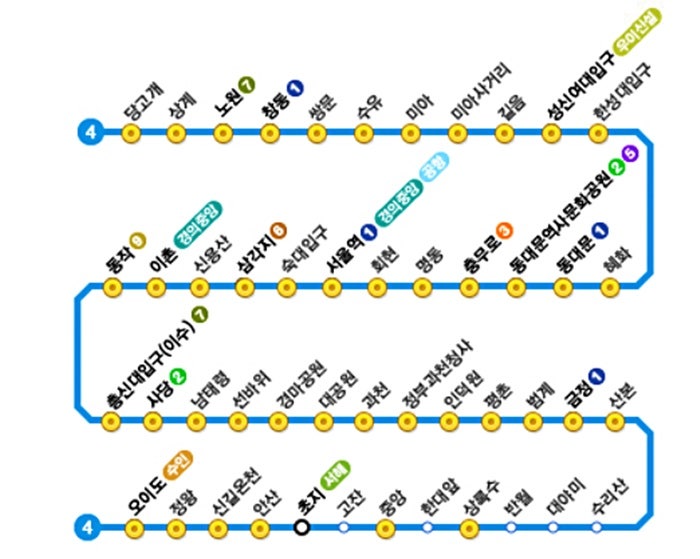 4 당고개 상계 노원 7 창동 1 쌍문 수유 미아 미아사거리 길음 성신여대입구 우이신설 한성대입구
동작 9 이촌 경의중앙 신용산 삼각지 6 숙대입구 서울역 1 경의중앙 공항 회현 명동 충무로 3 동대문역사문화공원 2 5 동대문 1 혜화
총신대입구(이수) 7 사당 2 남태령 선바위 경마공원 대공원 과천 정부과천청사 인덕원 평촌 범계 금정 1 산본
4 오이도 수인 정왕 신길온천 안산 초지 서해 고잔 중앙 한대앞 상록수 반월 대야미 수리산